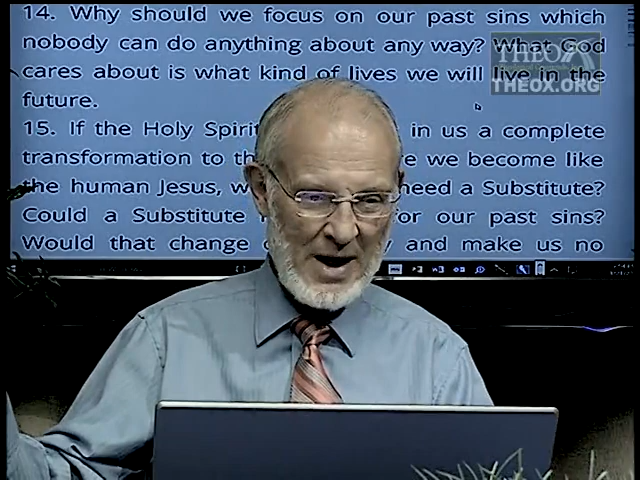 14. Why should we focus on our past sins which
nobody can do anything about any way? What God
cares about is what kind of lives we will live in the
future.
15. If the Holy Spiri in us a complete
transformation to th e we become like
the human Jesus, w need a Substitute?
Could a Substitute for our past sins?
Would that change and make us no
THEOX
THEOX.ORG